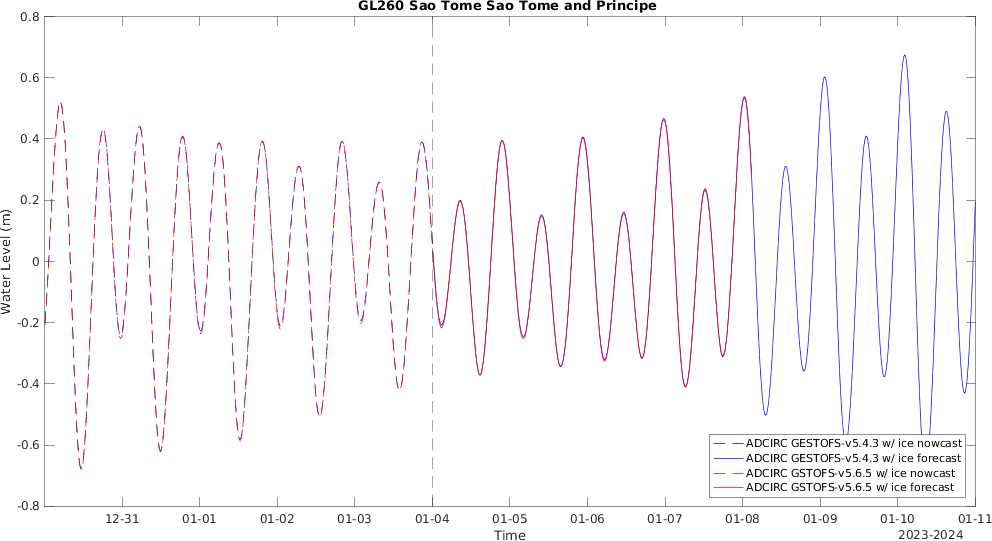 GL260 Sao Tome Sao Tome and Principe
0.8
0.6
0.4
0.2
0
-0.2
-0.4
-0.6
-0.8
Water Level (m)
ADCIRC GESTOFS-v5.4.3 w/ ice nowcast
ADCIRC GESTOFS-v5.4.3 w/ ice forecast
ADCIRC GSTOFS-v5.6.5 w/ ice nowcast
ADCIRC GSTOFS-v5.6.5 w/ ice forecast
12-31 01-01 01-02 01-03 01-04 01-05 01-06 01-07 01-08 01-09 01-10 01-11
Time
2023-2024